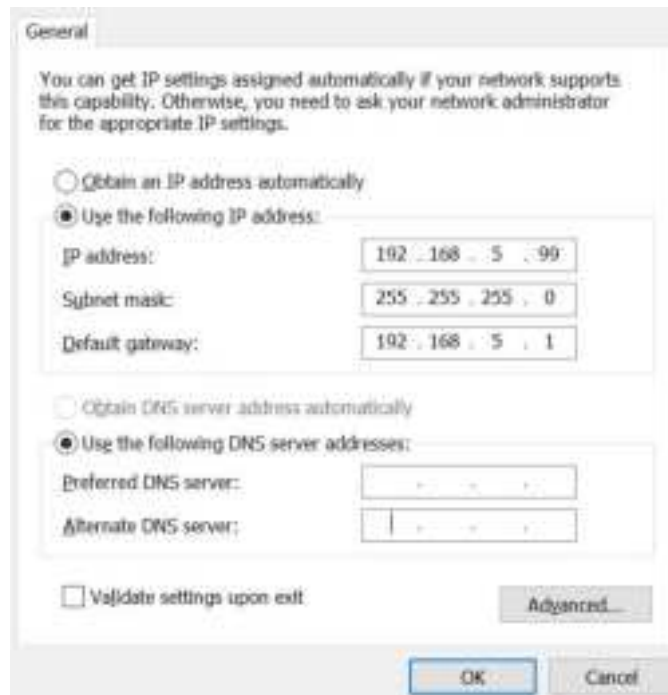 General
You can get IP settings assigned automatically if your network supports
this capability. Otherwise, you need to ask your network administrator
for the appropriate IP settings.
Obtain an IP address automatically
Use the following IP address:
IP address: 192 . 168 . 5 . 99
Subnet mask: 255 . 255 . 255 . 0
Default gateway: 192 . 168 . 5 . 1
Obtain DNS server address automatically
Use the following DNS server addresses:
Preferred DNS server: . . .
Alternate DNS server: . . .
Validate settings upon exit
Advanced...
OK Cancel